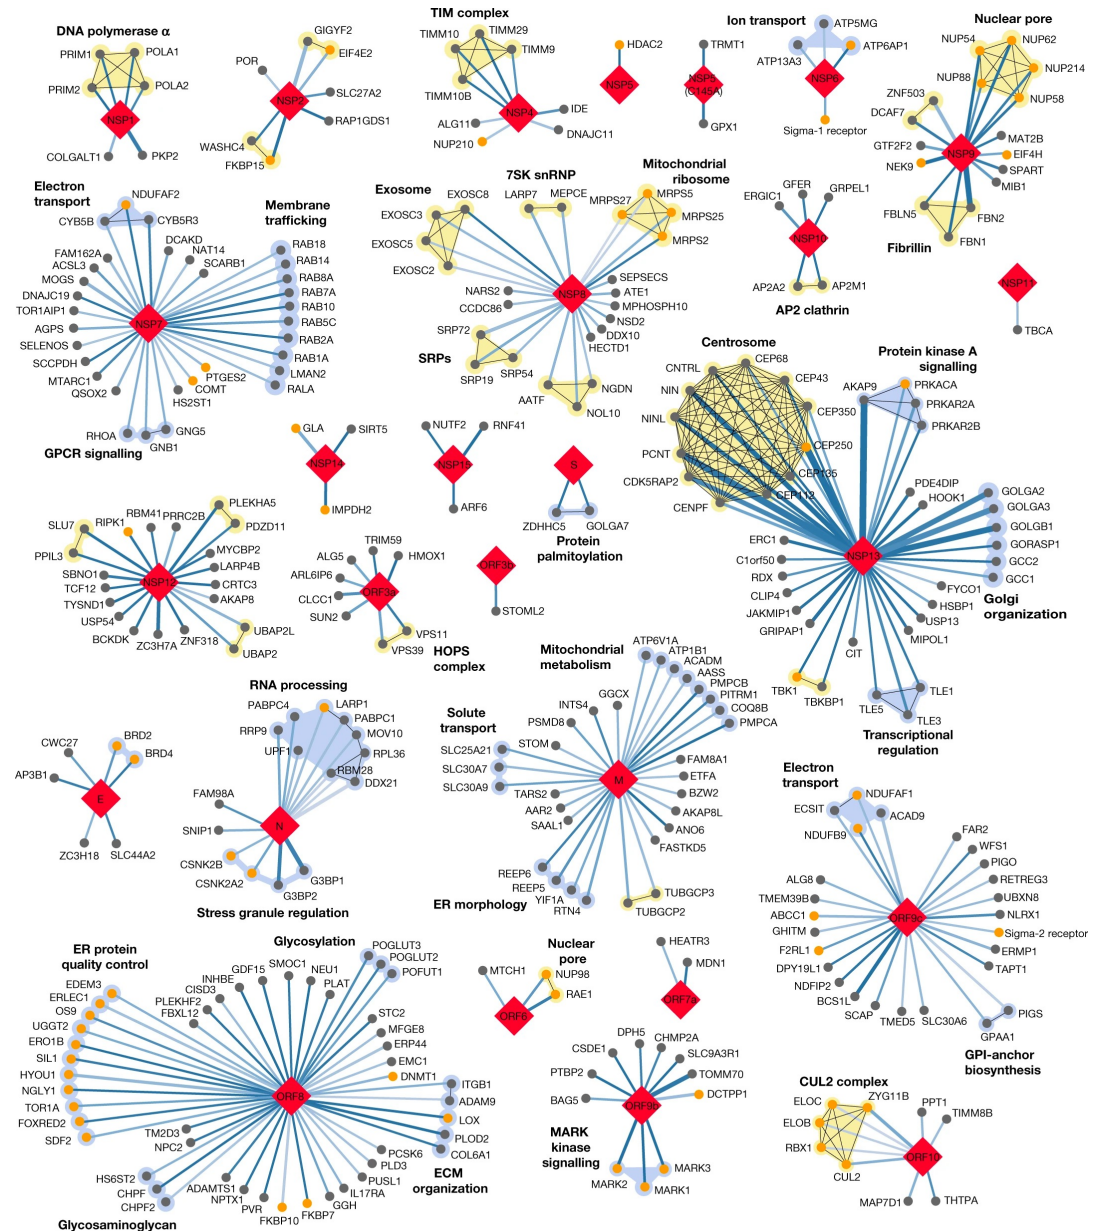 DNA polymerase α
PRIM1
POLA1
PRIM2
POLA2
NSP1
COLGALT1
PKP2
GIGYF2
EIF4E2
POR
SLC27A2
NSP2
RAP1GDS1
WASHC4
FKBP15
TIM complex
TIMM10
TIMM29
TIMM9
TIMM10B
NSP4
IDE
ALG11
DNAJC11
NUP210
HDAC2
NSP5
TRMT1
NSP5
(C145A)
GPX1
Ion transport
ATP5MG
ATP6AP1
ATP13A3
NSP6
Sigma-1 receptor
Nuclear pore
NUP54
NUP62
NUP214
NUP88
NUP58
ZNF503
DCAF7
MAT2B
GTF2F2
NSP9
EIF4H
NEK9
SPART
MIB1
FBLN5
FBN2
FBN1
Fibrillin
Electron
transport
NDUFAF2
CYB5B
CYB5R3
Membrane
trafficking
DCAKD
NAT14
SCARB1
FAM162A
ACSL3
MOGS
DNAJC19
TOR1AIP1
AGPS
SELENOS
SCCPDH
MTARC1
QSOX2
NSP7
RAB18
RAB14
RAB8A
RAB7A
RAB10
RAB5C
RAB2A
RAB1A
LMAN2
RALA
PTGES2
COMT
HS2ST1
RHOA
GNB1
GNG5
GPCR signalling
Exosome
EXOSC8
EXOSC3
EXOSC5
EXOSC2
7SK snRNP
LARP7
MEPCE
Mitochondrial
ribosome
MRPS5
MRPS27
MRPS25
MRPS2
NARS2
CCDC86
NSP8
SEPSECS
ATE1
MPHOSPH10
NSD2
DDX10
HECTD1
SRP72
SRPs
SRP19
SRP54
AATF
NGDN
NOL10
GFER
ERGIC1
GRPEL1
NSP10
AP2A2
AP2M1
AP2 clathrin
NSP11
TBCA
Centrosome
CEP68
CNTRL
CEP43
NIN
NINL
CEP350
PCNT
CEP250
CDK5RAP2
CEP135
CEP112
CENPF
Protein kinase A
signalling
AKAP9
PRKACA
PRKAR2A
PRKAR2B
PDE4DIP
HOOK1
GOLGA2
GOLGA3
GOLGB1
GORASP1
GCC2
GCC1
Golgi
organization
NSP13
ERC1
C1orf50
RDX
CLIP4
JAKMIP1
GRIPAP1
CIT
FYCO1
HSBP1
USP13
MIPOL1
TBK1
TBKBP1
TLE1
TLE5
TLE3
Transcriptional
regulation
GLA
SIRT5
NSP14
IMPDH2
NUTF2
RNF41
NSP15
ARF6
S
ZDHHC5
GOLGA7
Protein
palmitoylation
PLEKHA5
PDZD11
RBM41
PRRC2B
SLU7
RIPK1
PPIL3
MYCBP2
LARP4B
CRTC3
AKAP8
NSP12
SBNO1
TCF12
TYSND1
USP54
BCKDK
ZC3H7A
ZNF318
UBAP2L
UBAP2
TRIM59
ALG5
HMOX1
ARL6IP6
CLCC1
ORF3a
SUN2
VPS11
VPS39
HOPS
complex
ORF3b
STOML2
CWC27
BRD2
BRD4
AP3B1
E
ZC3H18
SLC44A2
RNA processing
PABPC4
LARP1
PABPC1
RRP9
MOV10
UPF1
RPL36
RBM28
DDX21
FAM98A
SNIP1
N
CSNK2B
CSNK2A2
G3BP1
G3BP2
Stress granule regulation
Mitochondrial
metabolism
ATP6V1A
ATP1B1
ACADM
AASS
PMPCB
PITRM1
COQ8B
PMPCA
GGCX
INTS4
PSMD8
STOM
Solute
transport
SLC25A21
SLC30A7
SLC30A9
M
FAM8A1
ETFA
BZW2
AKAP8L
ANO6
FASTKD5
TARS2
AAR2
SAAL1
REEP6
REEP5
YIF1A
RTN4
ER morphology
TUBGCP3
TUBGCP2
Electron
transport
NDUFAF1
ECSIT
ACAD9
NDUFB9
FAR2
WFS1
PIGO
RETREG3
UBXN8
NLRX1
Sigma-2 receptor
ERMP1
TAPT1
ORF9c
ALG8
TMEM39B
ABCC1
GHITM
F2RL1
DPY19L1
NDFIP2
BCS1L
SCAP
TMED5
SLC30A6
PIGS
GPAA1
GPI-anchor
biosynthesis
ER protein
quality control
EDEM3
ERLEC1
OS9
UGGT2
ERO1B
SIL1
HYOU1
NGLY1
TOR1A
FOXRED2
SDF2
Glycosylation
POGLUT3
POGLUT2
POFUT1
SMOC1
GDF15
NEU1
INHBE
PLAT
CISD3
PLEKHF2
FBXL12
STC2
MFGE8
ERP44
EMC1
DNMT1
ITGB1
ADAM9
LOX
PLOD2
COL6A1
ECM
organization
ORF8
TM2D3
NPC2
HS6ST2
CHPF
CHPF2
Glycosaminoglycan
ADAMTS1
NPTX1
PVR
FKBP10
FKBP7
GGH
IL17RA
PUSL1
PLD3
PCSK6
Nuclear
pore
MTCH1
NUP98
RAE1
ORF6
HEATR3
MDN1
ORF7a
DPH5
CHMP2A
CSDE1
SLC9A3R1
PTBP2
TOMM70
BAG5
ORF9b
DCTPP1
MARK
kinase
signalling
MARK3
MARK2
MARK1
CUL2 complex
ZYG11B
ELOC
ELOB
RBX1
CUL2
PPT1
TIMM8B
ORF10
MAP7D1
THTPA